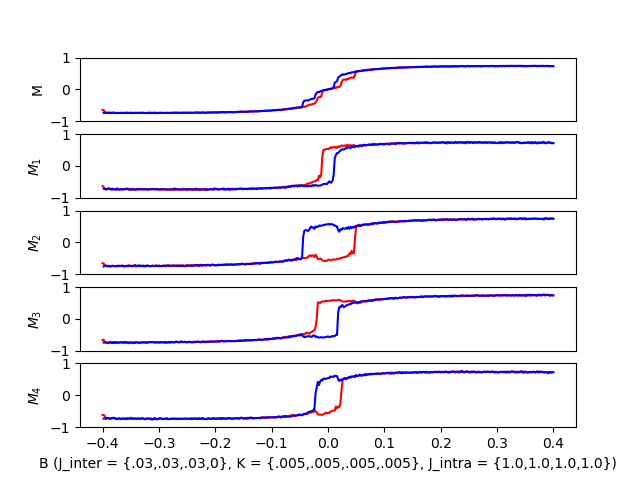 M
1
0
−1
M₁
1
0
−1
M₂
1
0
−1
M₃
1
0
−1
M₄
1
0
−1
−0.4 −0.3 −0.2 −0.1 0.0 0.1 0.2 0.3 0.4
B (J_inter = {.03,.03,.03,0}, K = {.005,.005,.005,.005}, J_intra = {1.0,1.0,1.0,1.0})